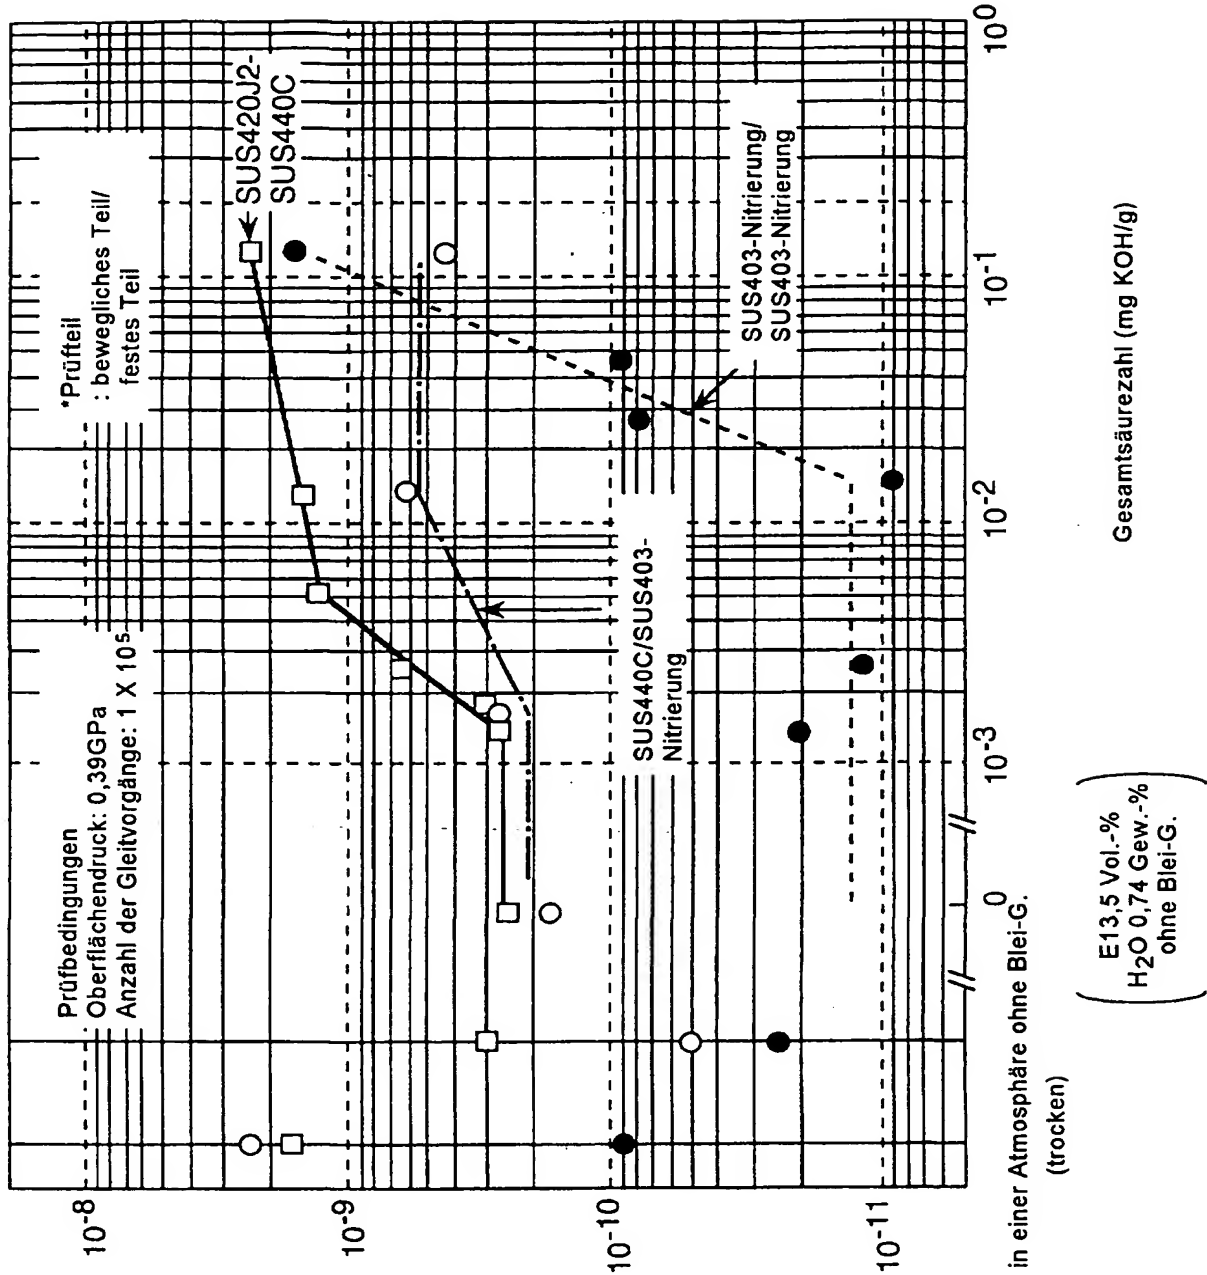 Prüfbedingungen
Oberflächendruck: 0,39GPa
Anzahl der Gleitvorgänge: 1 X 10⁵
*Prüfteil
: bewegliches Teil/
festes Teil
SUS420J2-
SUS440C
SUS440C/SUS403-
Nitrierung
SUS403-Nitrierung/
SUS403-Nitrierung
10⁻⁸
10⁻⁹
10⁻¹⁰
10⁻¹¹
0
10⁻³
10⁻²
10⁻¹
10⁰
in einer Atmosphäre ohne Blei-G.
(trocken)
E13,5 Vol.-%
H₂O 0,74 Gew.-%
ohne Blei-G.
Gesamtsäurezahl (mg KOH/g)